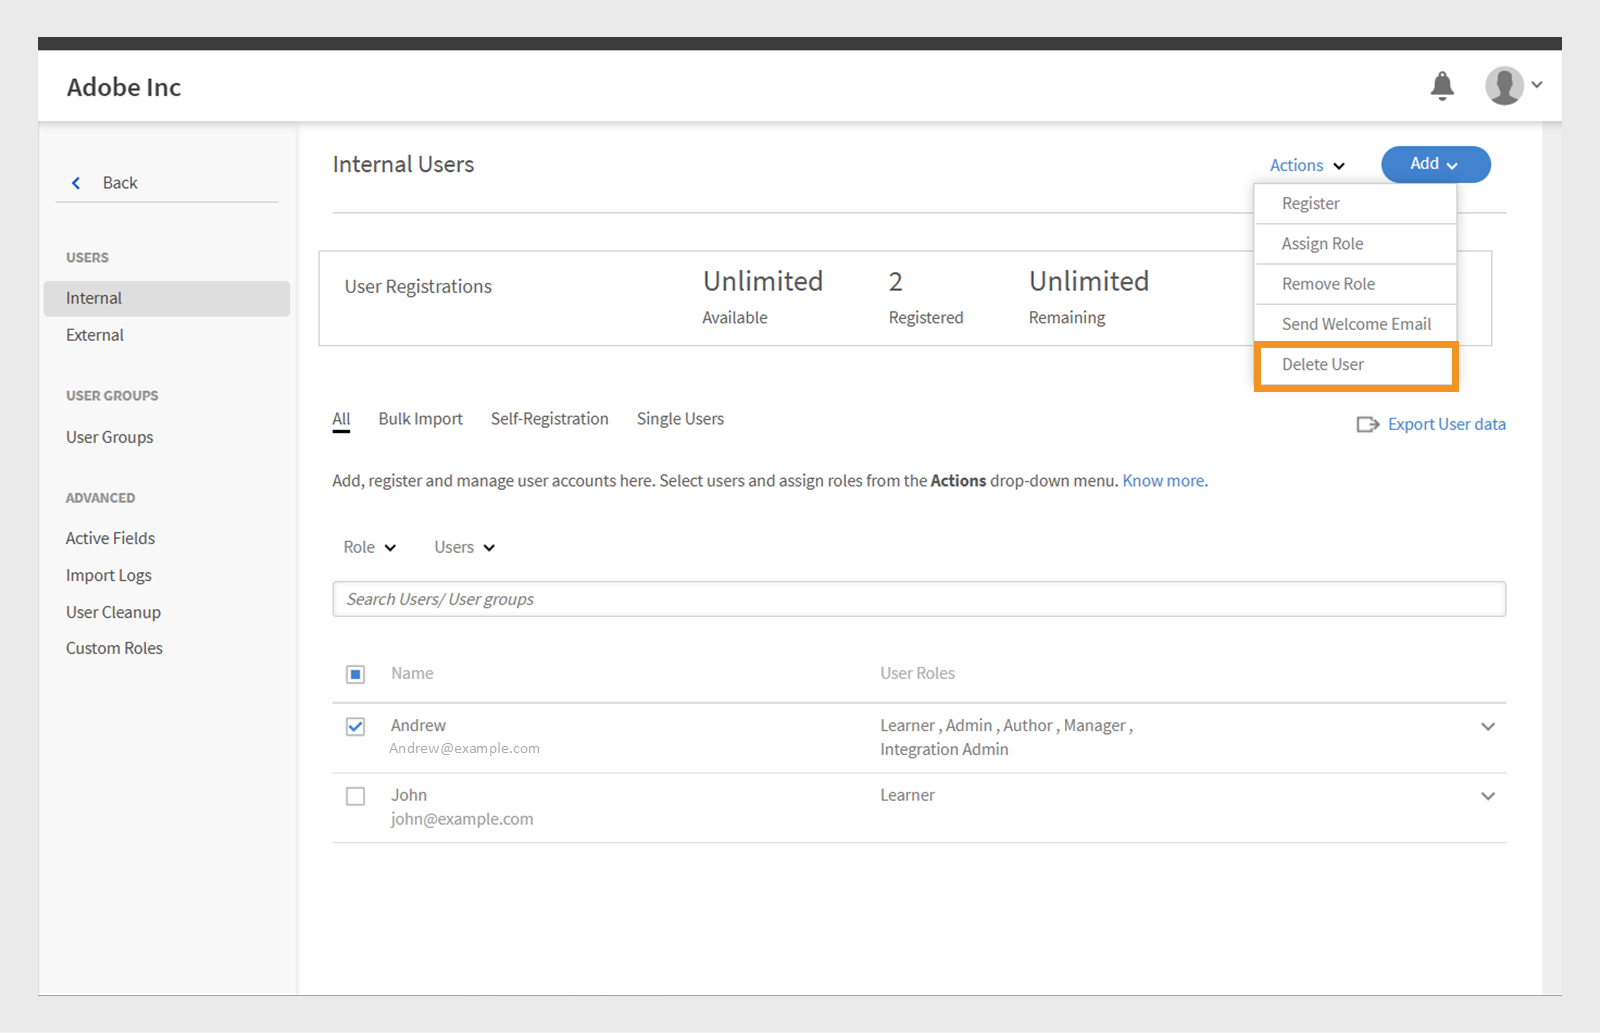 Adobe Inc
Back
USERS
Internal
External
USER GROUPS
User Groups
ADVANCED
Active Fields
Import Logs
User Cleanup
Custom Roles
Internal Users
Actions
Add
Register
Assign Role
Remove Role
Send Welcome Email
Delete User
User Registrations
Unlimited
Available
2
Registered
Unlimited
Remaining
All Bulk Import Self-Registration Single Users
Export User data
Add, register and manage user accounts here. Select users and assign roles from the Actions drop-down menu. Know more.
Role Users
Search Users/ User groups
Name User Roles
Andrew
Andrew@example.com
Learner , Admin , Author , Manager ,
Integration Admin
John
john@example.com
Learner